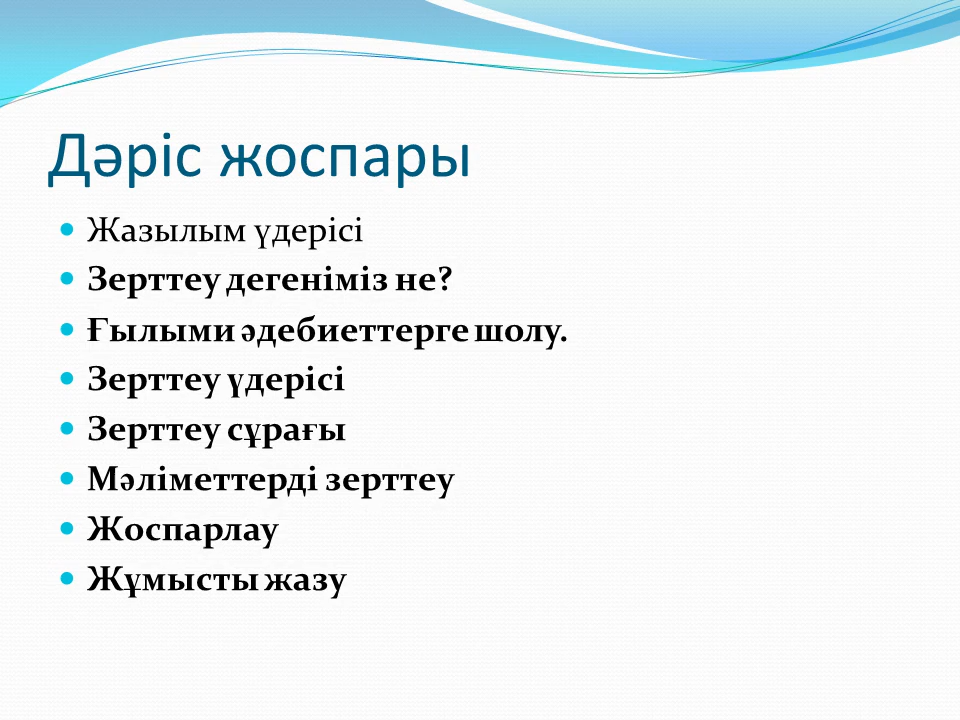 Дәріс жоспары
Жазылым үдерісі
Зерттеу дегеніміз не?
Ғылыми әдебиеттерге шолу.
Зерттеу үдерісі
Зерттеу сұрағы
Мәліметтерді зерттеу
Жоспарлау
Жұмысты жазу